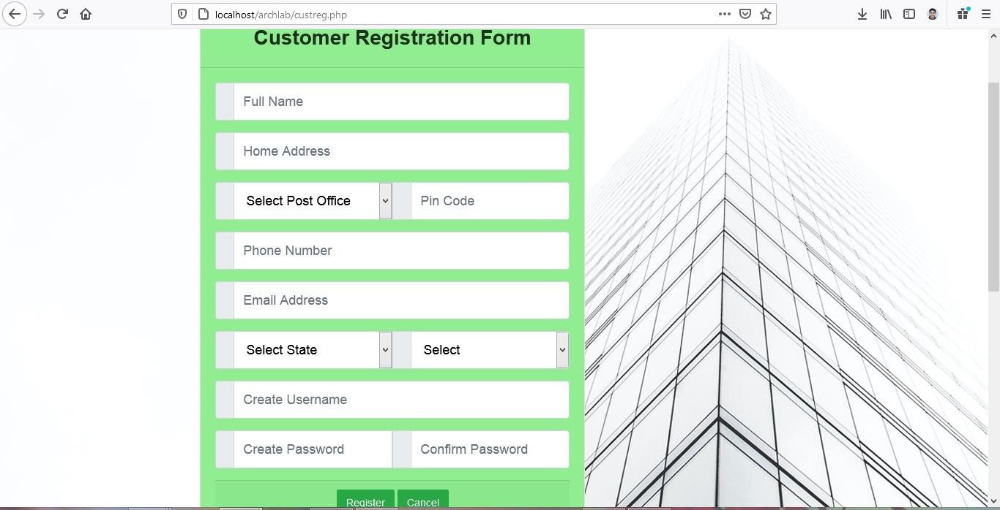 localhost/archlab/custreg.php
Customer Registration Form
Full Name
Home Address
Select Post Office Pin Code
Phone Number
Email Address
Select State Select
Create Username
Create Password Confirm Password
Register Cancel